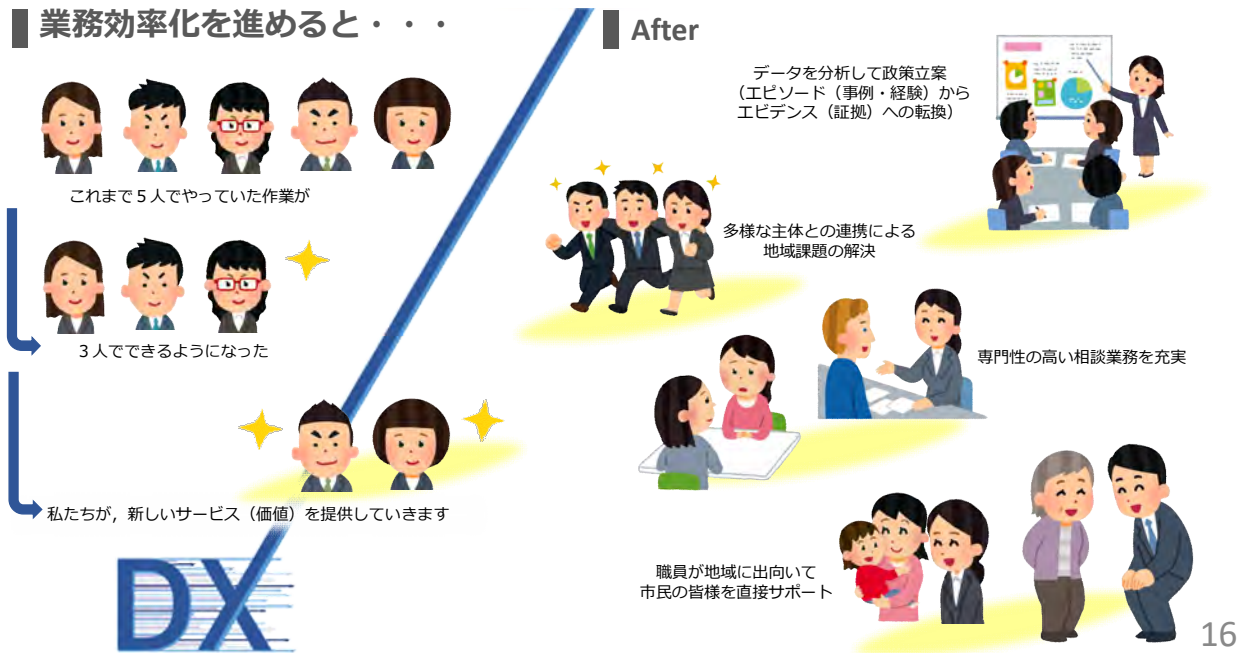 業務効率化を進めると・・・
これまで５人でやっていた作業が
３人でできるようになった
私たちが，新しいサービス（価値）を提供していきます
DX
After
データを分析して政策立案
（エピソード（事例・経験）から
エビデンス（証拠）への転換）
多様な主体との連携による
地域課題の解決
専門性の高い相談業務を充実
職員が地域に出向いて
市民の皆様を直接サポート
16